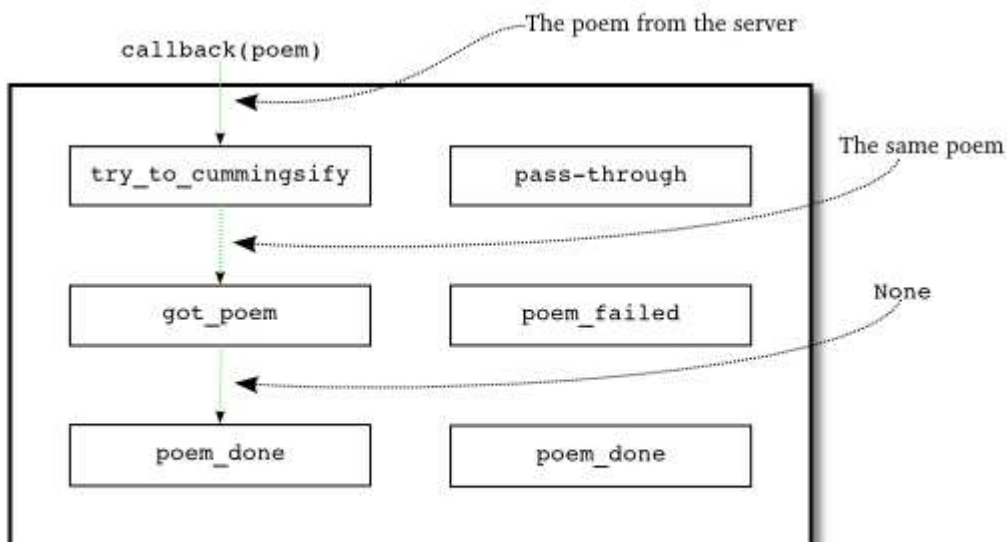 The poem from the server
callback(poem)
The same poem
try_to_cummingsify
pass-through
None
got_poem
poem_failed
poem_done
poem_done